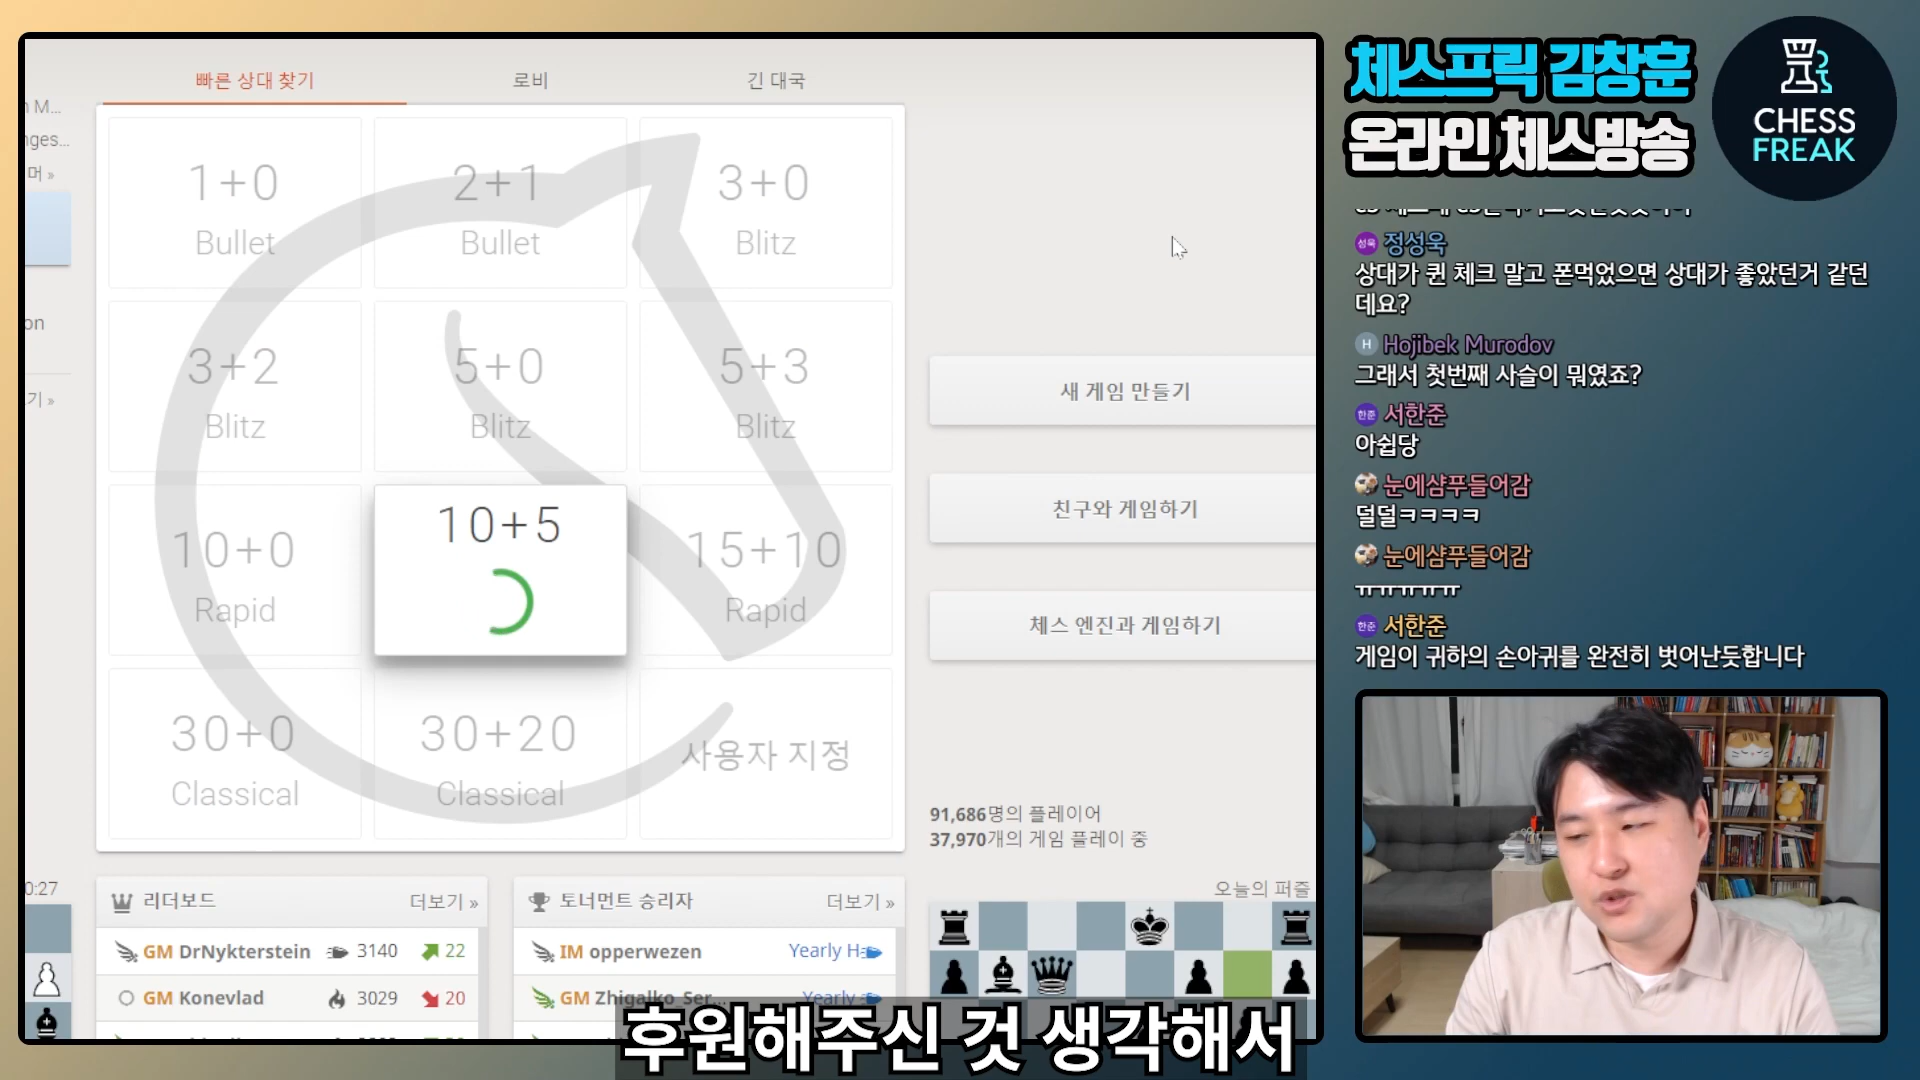 빠른 상대 찾기
로비
긴 대국
1+0
Bullet
2+1
Bullet
3+0
Blitz
3+2
Blitz
5+0
Blitz
5+3
Blitz
10+0
Rapid
10+5
15+10
Rapid
30+0
Classical
30+20
Classical
사용자 지정
새 게임 만들기
친구와 게임하기
체스 엔진과 게임하기
91,686명의 플레이어
37,970개의 게임 플레이 중
오늘의 퍼즐
리더보드
더보기 »
GM DrNykterstein 3140 22
GM Konevlad 3029 20
토너먼트 승리자
더보기 »
IM opperwezen Yearly H
GM Zhigalko_Ser... Yearly
후원해주신 것 생각해서
체스프릭 김창훈
온라인 체스방송
CHESS
FREAK
성욱 정성욱
상대가 퀸 체크 말고 폰먹었으면 상대가 좋았던거 같던
데요?
H Hojibek Murodov
그래서 첫번째 사슬이 뭐였죠?
한준 서한준
아쉽당
눈에샴푸들어감
덜덜ㅋㅋㅋㅋ
눈에샴푸들어감
ㅠㅠㅠㅠㅠㅠ
한준 서한준
게임이 귀하의 손아귀를 완전히 벗어난듯합니다